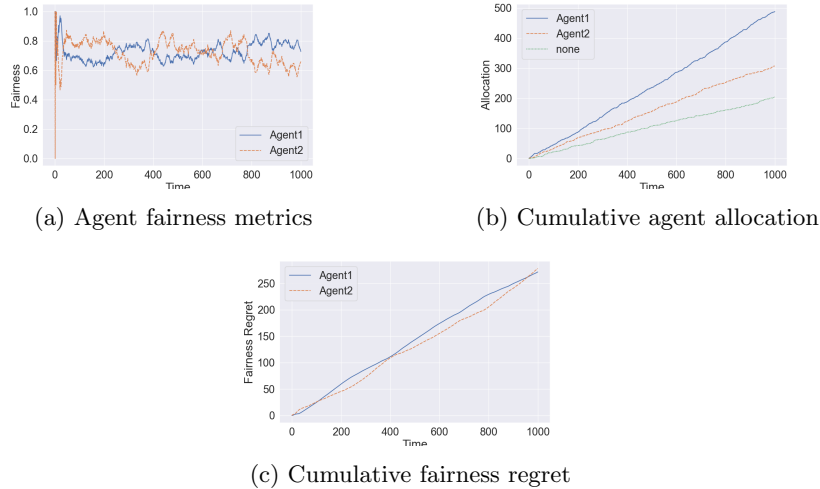 1.0
0.8
0.6
0.4
0.2
0.0
Fairness
Agent1
Agent2
0 200 400 600 800 1000
Time
(a) Agent fairness metrics
500
400
300
200
100
0
Allocation
Agent1
Agent2
none
0 200 400 600 800 1000
Time
(b) Cumulative agent allocation
250
200
150
100
50
0
Fairness Regret
Agent1
Agent2
0 200 400 600 800 1000
Time
(c) Cumulative fairness regret